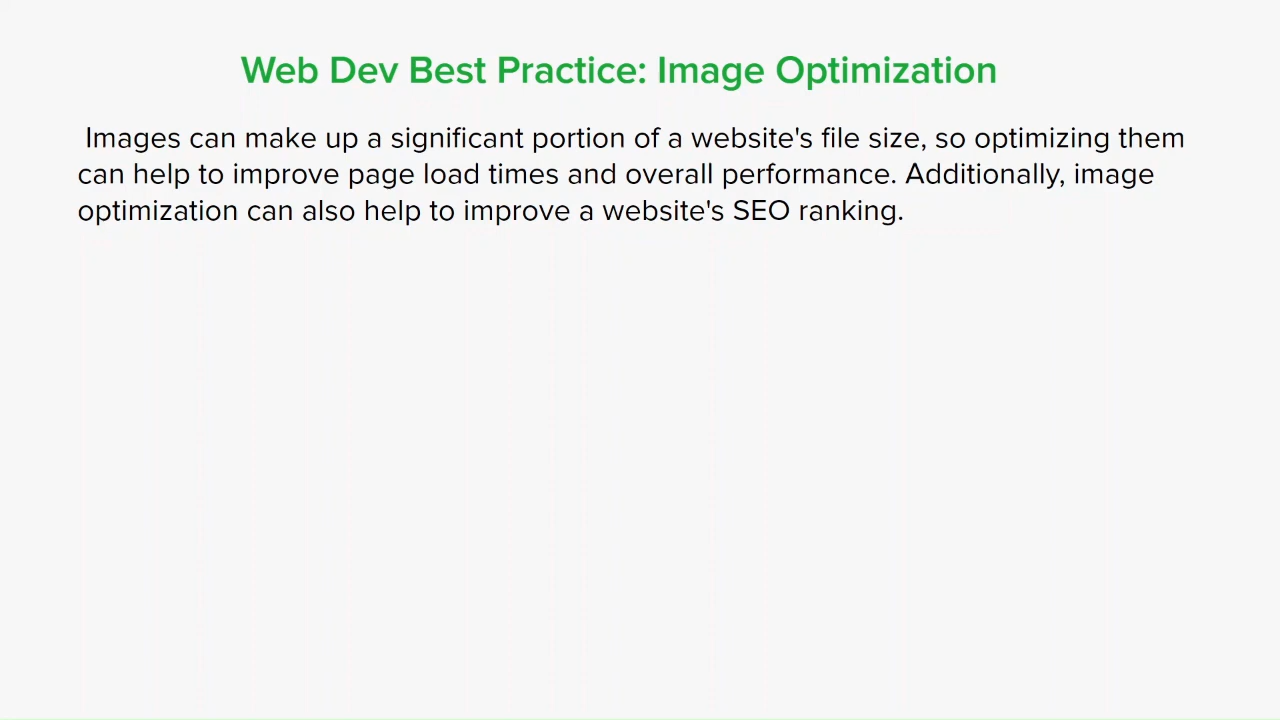 Web Dev Best Practice: Image Optimization
Images can make up a significant portion of a website's file size, so optimizing them
can help to improve page load times and overall performance. Additionally, image
optimization can also help to improve a website's SEO ranking.